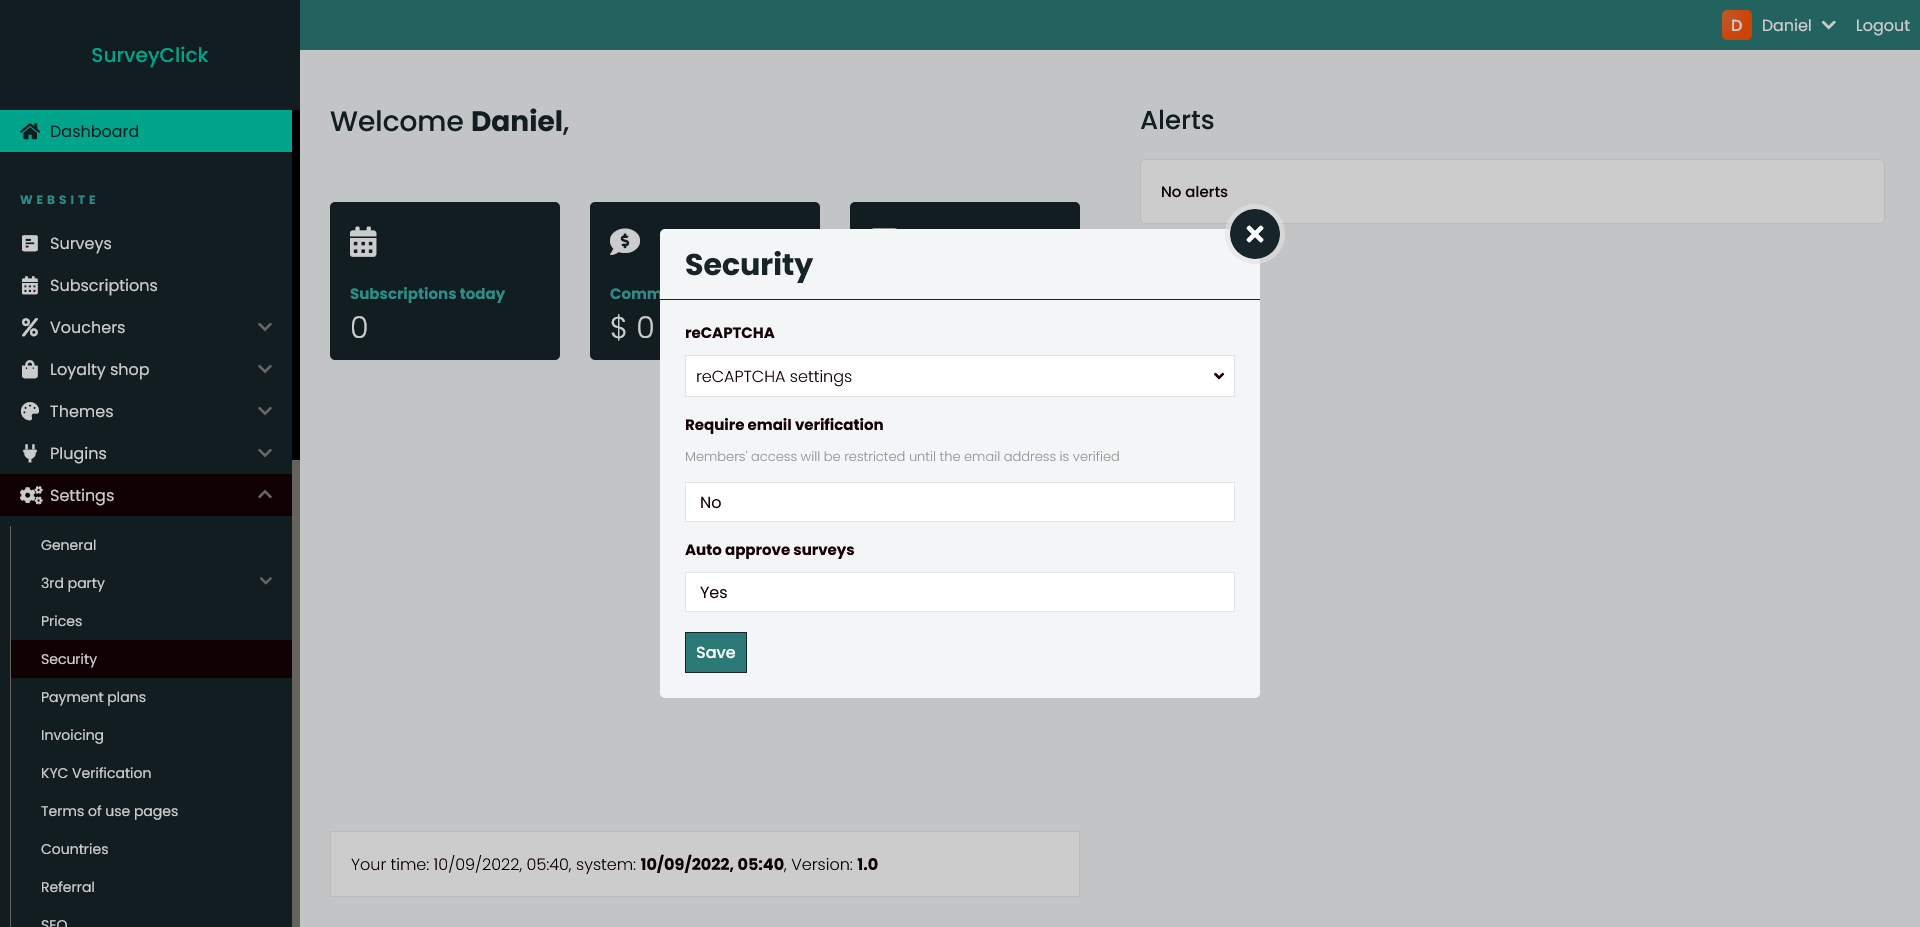 SurveyClick
D
Daniel
Logout
Dashboard
WEBSITE
Surveys
Subscriptions
Vouchers
Loyalty shop
Themes
Plugins
Settings
General
3rd party
Prices
Security
Payment plans
Invoicing
KYC Verification
Terms of use pages
Countries
Referral
SEO
Welcome Daniel,
Subscriptions today
0
Comm
$ 0
Alerts
No alerts
Security
reCAPTCHA
reCAPTCHA settings
Require email verification
Members' access will be restricted until the email address is verified
No
Auto approve surveys
Yes
Save
Your time: 10/09/2022, 05:40, system: 10/09/2022, 05:40, Version: 1.0